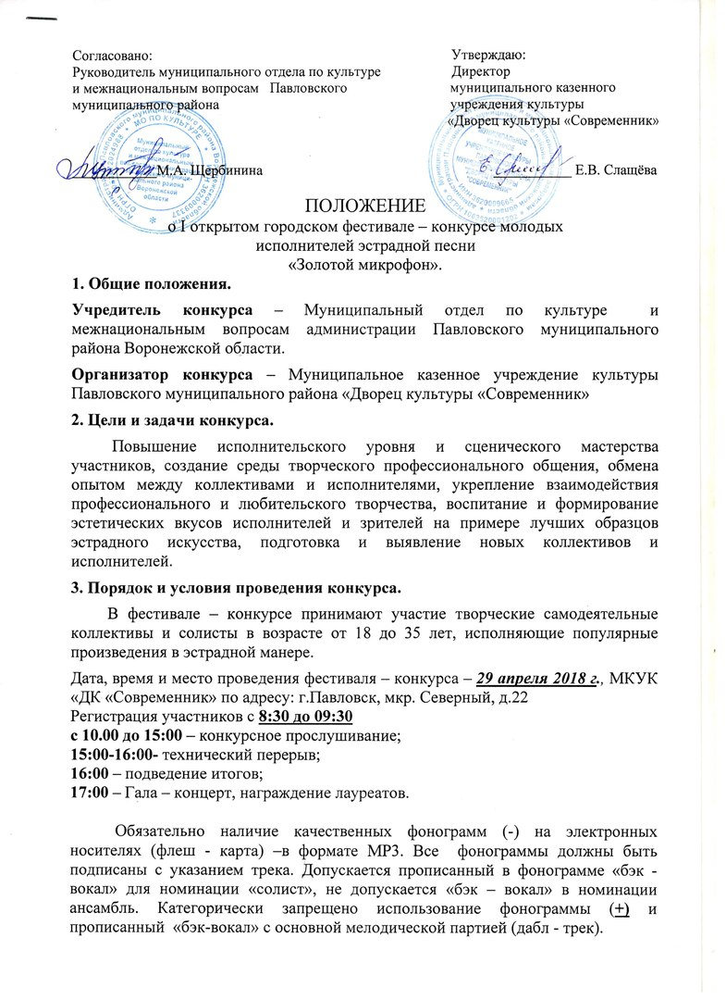 Согласовано:
Руководитель муниципального отдела по культуре
и межнациональным вопросам Павловского
муниципального района
М.А. Щербинина
Утверждаю:
Директор
муниципального казенного
учреждения культуры
«Дворец культуры «Современник»
Е.В. Слащёва
ПОЛОЖЕНИЕ
о I открытом городском фестивале – конкурсе молодых
исполнителей эстрадной песни
«Золотой микрофон».
1. Общие положения.
Учредитель конкурса – Муниципальный отдел по культуре и
межнациональным вопросам администрации Павловского муниципального
района Воронежской области.
Организатор конкурса – Муниципальное казенное учреждение культуры
Павловского муниципального района «Дворец культуры «Современник»
2. Цели и задачи конкурса.
Повышение исполнительского уровня и сценического мастерства
участников, создание среды творческого профессионального общения, обмена
опытом между коллективами и исполнителями, укрепление взаимодействия
профессионального и любительского творчества, воспитание и формирование
эстетических вкусов исполнителей и зрителей на примере лучших образцов
эстрадного искусства, подготовка и выявление новых коллективов и
исполнителей.
3. Порядок и условия проведения конкурса.
В фестивале – конкурсе принимают участие творческие самодеятельные
коллективы и солисты в возрасте от 18 до 35 лет, исполняющие популярные
произведения в эстрадной манере.
Дата, время и место проведения фестиваля – конкурса – 29 апреля 2018 г., МКУК
«ДК «Современник» по адресу: г.Павловск, мкр. Северный, д.22
Регистрация участников с 8:30 до 09:30
с 10.00 до 15:00 – конкурсное прослушивание;
15:00-16:00- технический перерыв;
16:00 – подведение итогов;
17:00 – Гала – концерт, награждение лауреатов.
Обязательно наличие качественных фонограмм (-) на электронных
носителях (флеш - карта) –в формате МР3. Все фонограммы должны быть
подписаны с указанием трека. Допускается прописанный в фонограмме «бэк -
вокал» для номинации «солист», не допускается «бэк – вокал» в номинации
ансамбль. Категорически запрещено использование фонограммы (+) и
прописанный «бэк-вокал» с основной мелодической партией (дабл - трек).